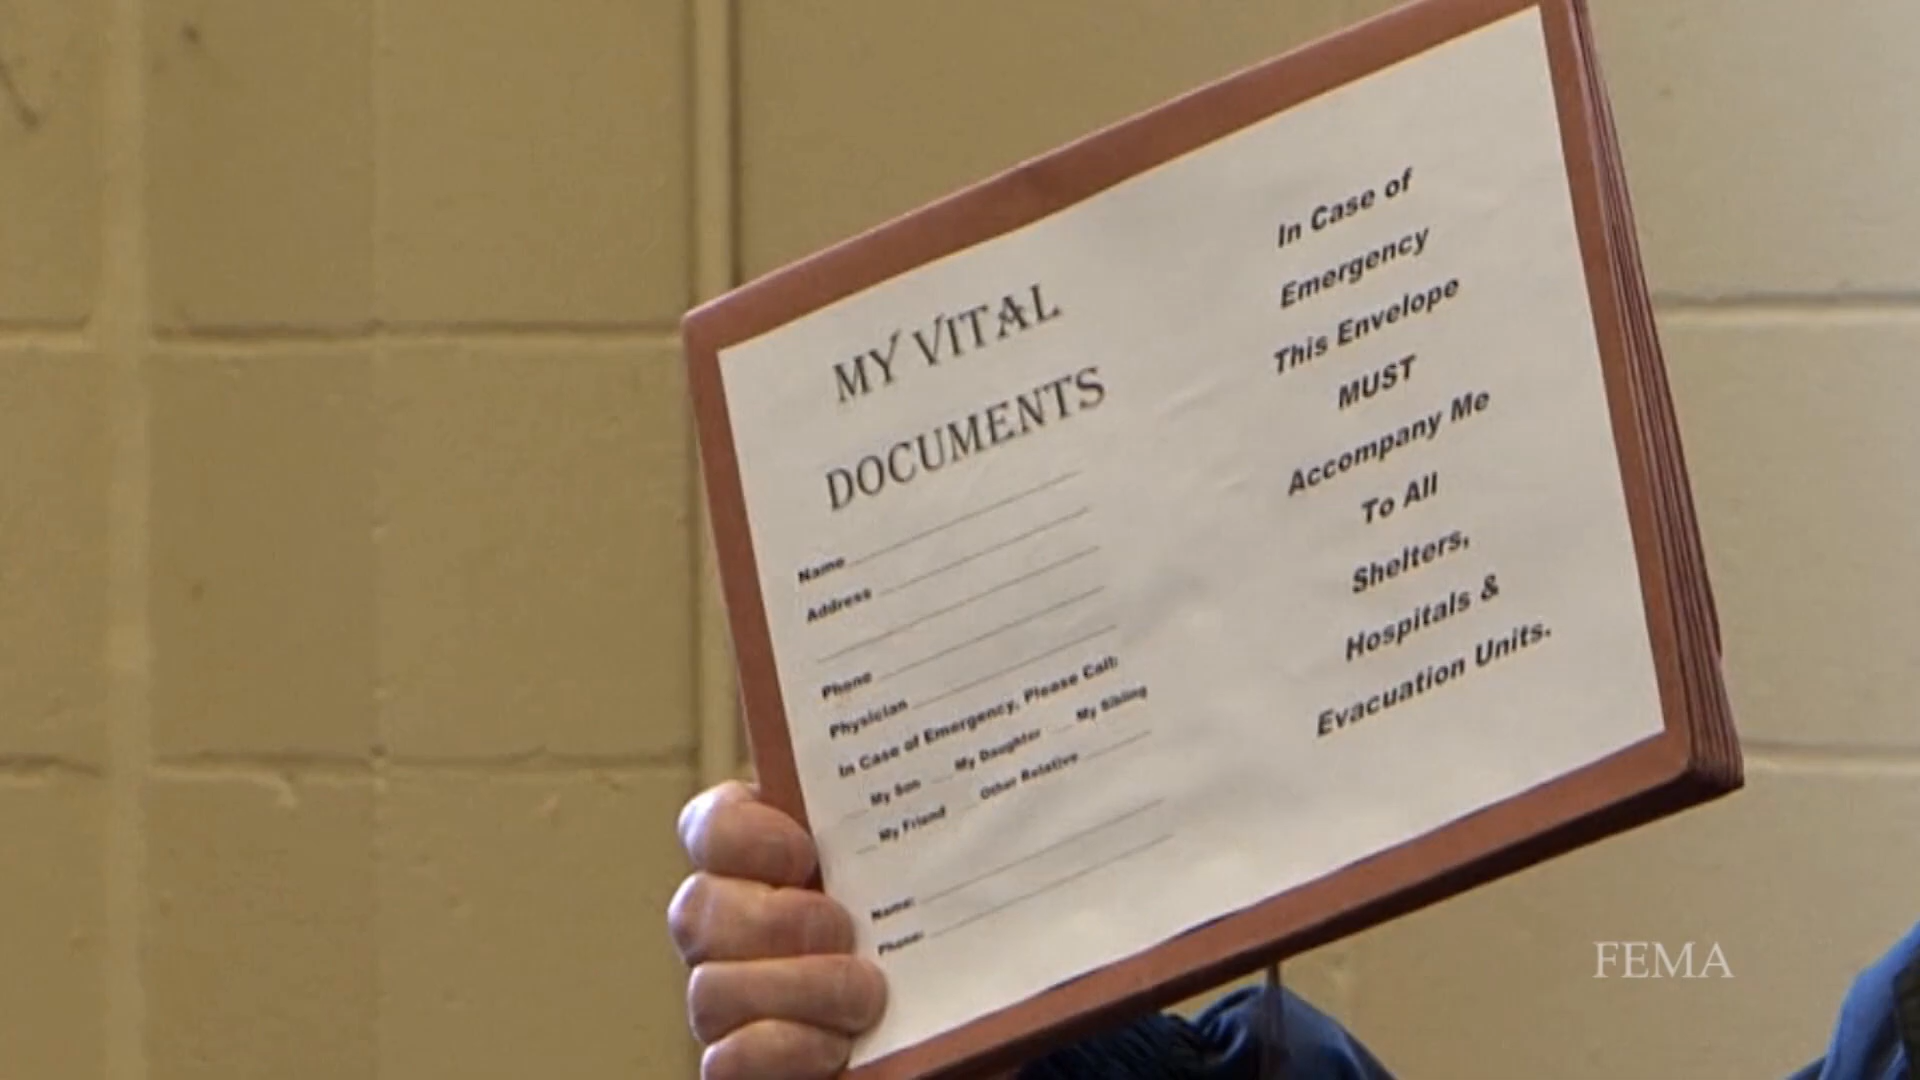 MY VITAL
DOCUMENTS
Name
Address
Phone
Physician
In Case of Emergency, Please Call:
My Son My Daughter My Sibling
My Friend Other Relative
Name:
Phone:
In Case of
Emergency
This Envelope
MUST
Accompany Me
To All
Shelters,
Hospitals &
Evacuation Units.
FEMA